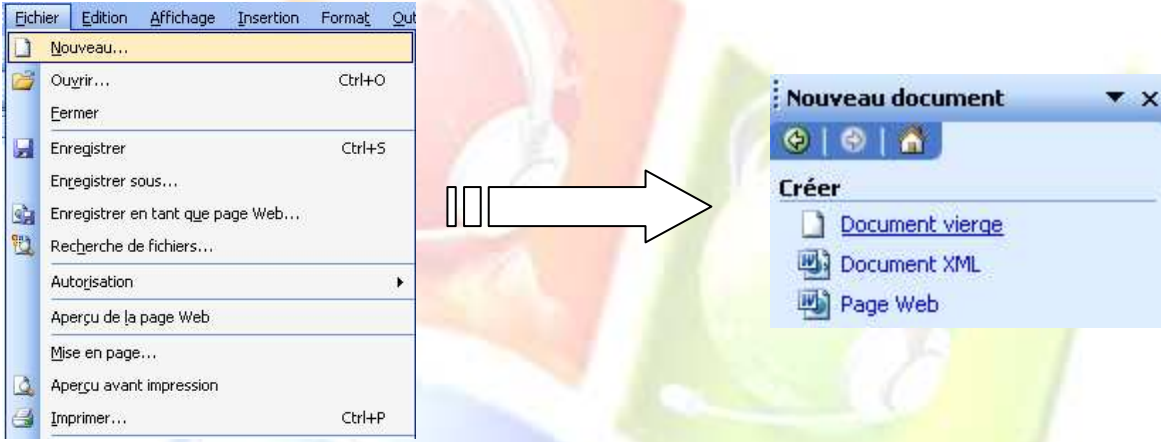 Fichier Edition Affichage Insertion Format Out
Nouveau...
Ouvrir... Ctrl+O
Fermer
Enregistrer Ctrl+S
Enregistrer sous...
Enregistrer en tant que page Web...
Recherche de fichiers...
Autorisation
Aperçu de la page Web
Mise en page...
Aperçu avant impression
Imprimer... Ctrl+P
Nouveau document
Créer
Document vierge
Document XML
Page Web